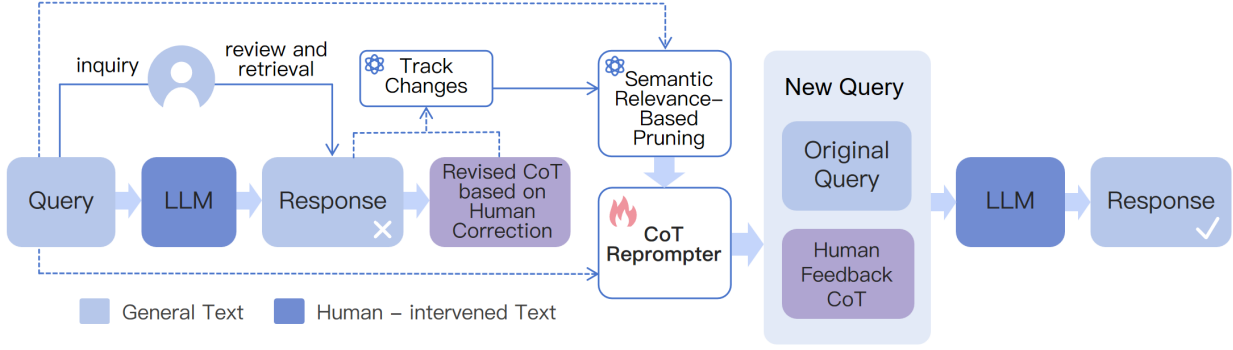 inquiry
review and
retrieval
Track
Changes
Semantic
Relevance-
Based
Pruning
New Query
Query
LLM
Response
Revised CoT
based on
Human
Correction
CoT
Reprompter
Original
Query
Human
Feedback
CoT
LLM
Response
General Text
Human - intervened Text